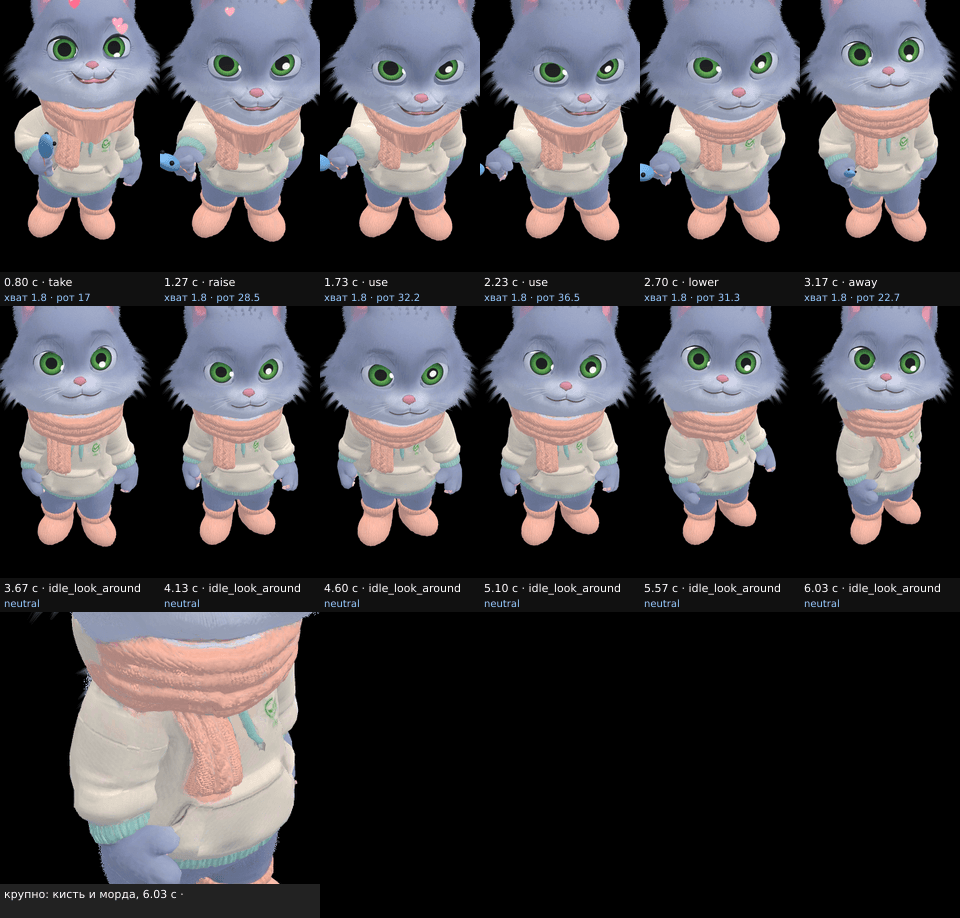 0.80 с · take
хват 1.8 · рот 17
1.27 с · raise
хват 1.8 · рот 28.5
1.73 с · use
хват 1.8 · рот 32.2
2.23 с · use
хват 1.8 · рот 36.5
2.70 с · lower
хват 1.8 · рот 31.3
3.17 с · away
хват 1.8 · рот 22.7
3.67 с · idle_look_around
neutral
4.13 с · idle_look_around
neutral
4.60 с · idle_look_around
neutral
5.10 с · idle_look_around
neutral
5.57 с · idle_look_around
neutral
6.03 с · idle_look_around
neutral
крупно: кисть и морда, 6.03 с ·